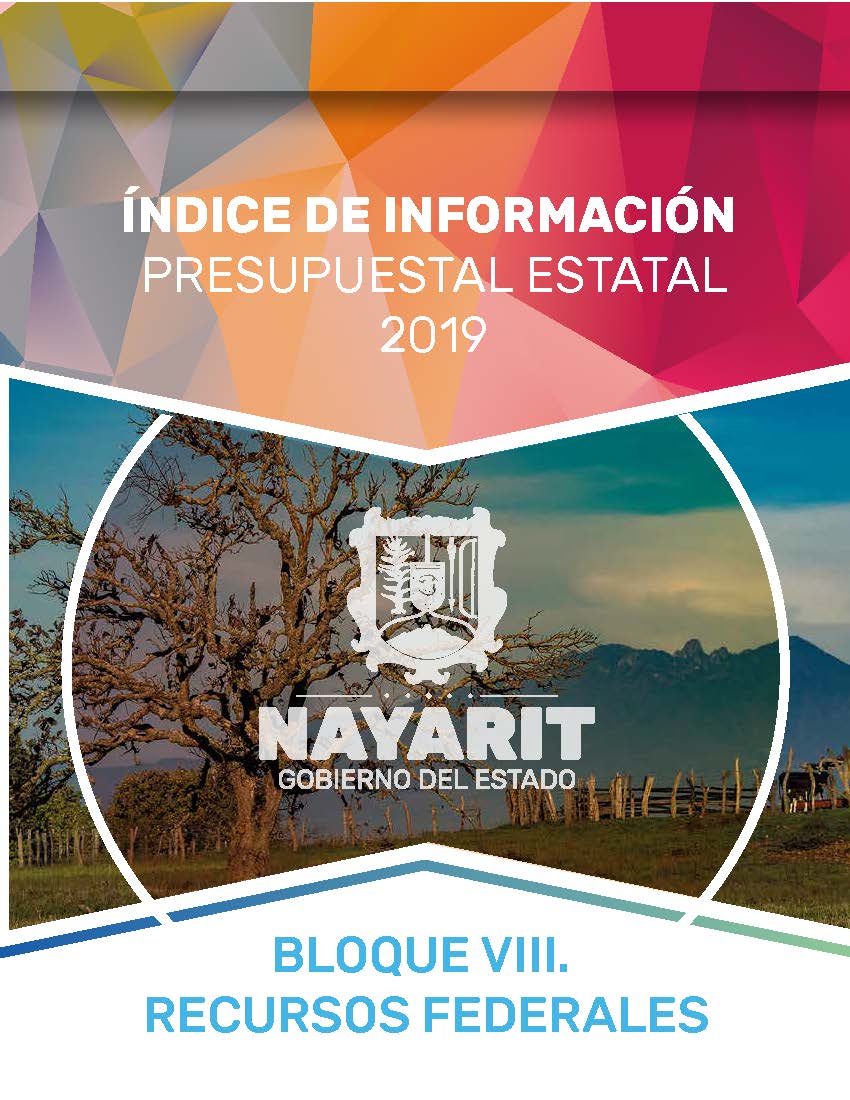 ÍNDICE DE INFORMACIÓN
PRESUPUESTAL ESTATAL
2019
NAYARIT
GOBIERNO DEL ESTADO
BLOQUE VIII.
RECURSOS FEDERALES